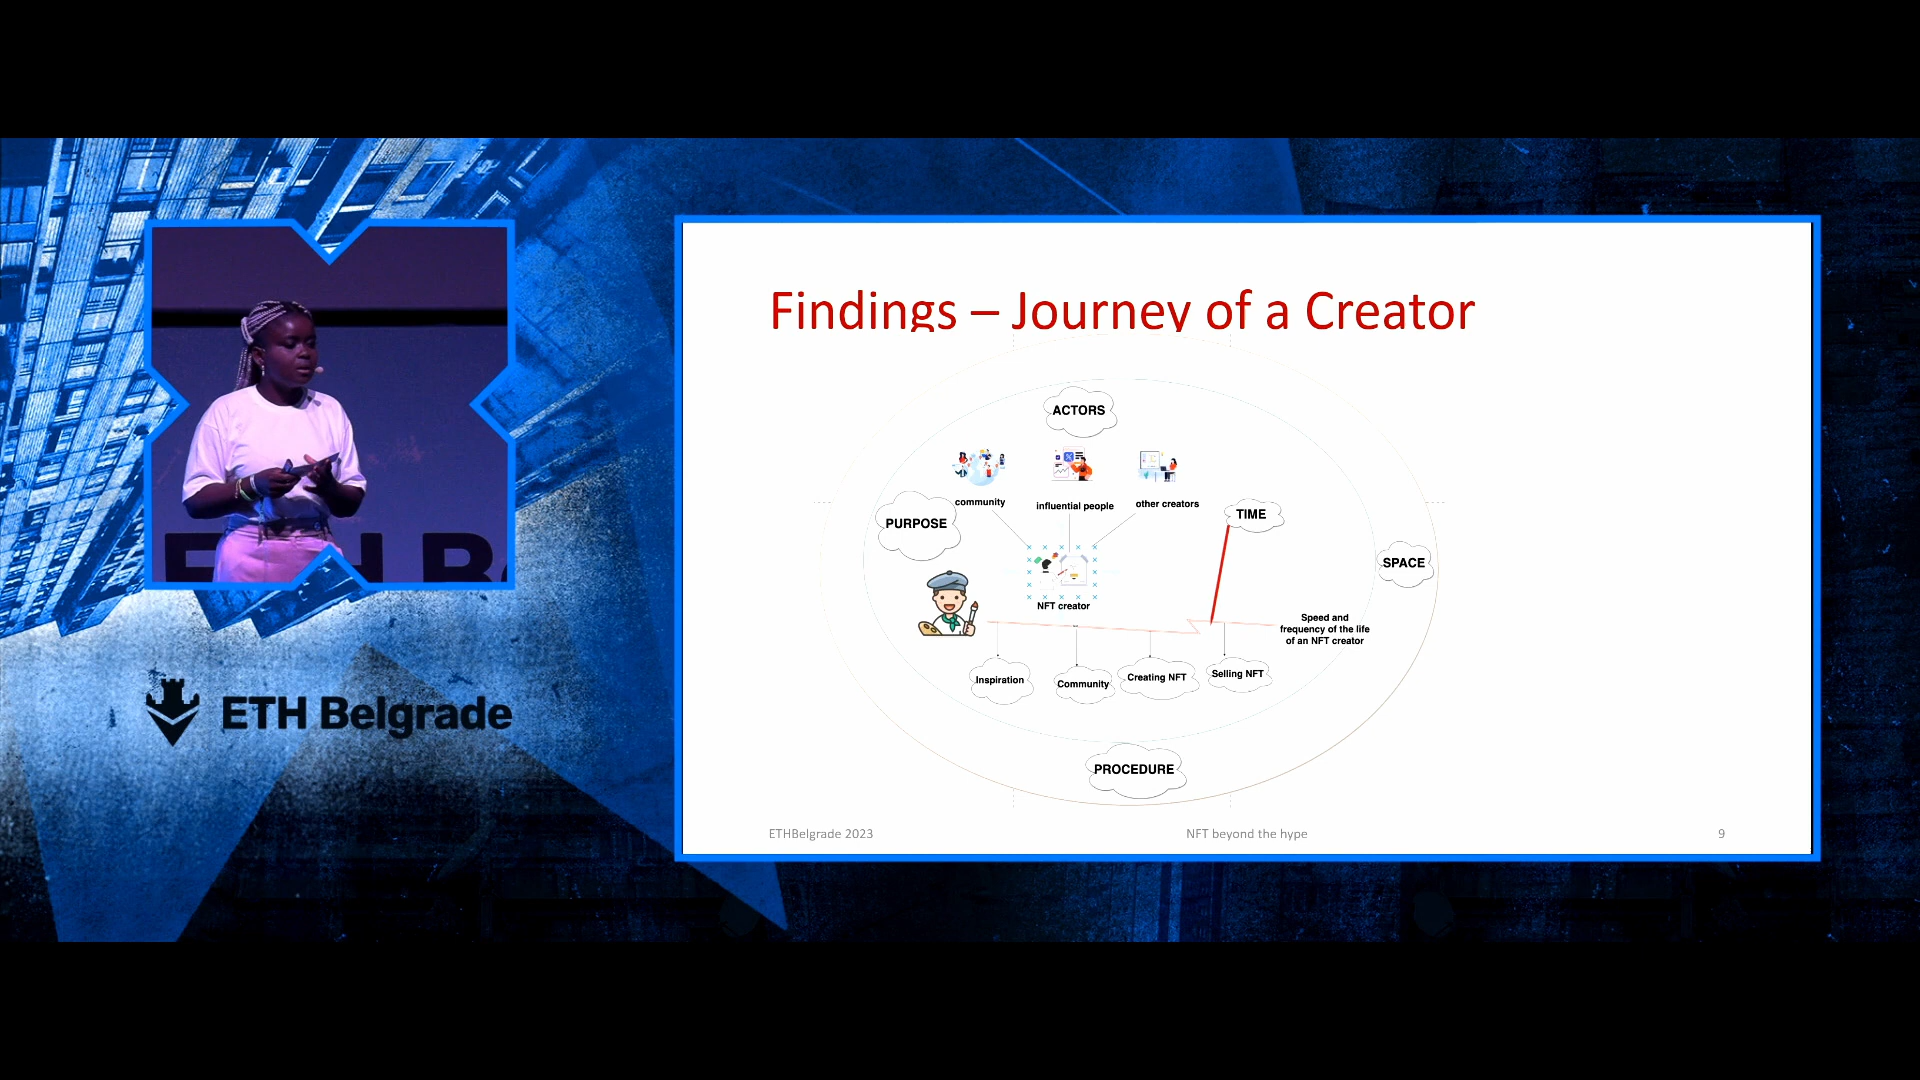 Findings – Journey of a Creator
ACTORS
community
influential people
other creators
PURPOSE
TIME
SPACE
NFT creator
Speed and
frequency of the life
of an NFT creator
Inspiration
Community
Creating NFT
Selling NFT
PROCEDURE
ETHBelgrade 2023
NFT beyond the hype
9
ETH Belgrade